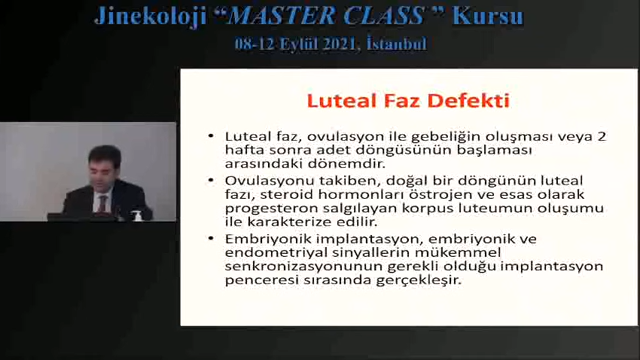 Jinekoloji “MASTER CLASS ” Kursu
08-12 Eylül 2021, İstanbul
Luteal Faz Defekti
• Luteal faz, ovulasyon ile gebeliğin oluşması veya 2
hafta sonra adet döngüsünün başlaması
arasındaki dönemdir.
• Ovulasyonu takiben, doğal bir döngünün luteal
fazı, steroid hormonları östrojen ve esas olarak
progesteron salgılayan korpus luteumun oluşumu
ile karakterize edilir.
• Embriyonik implantasyon, embriyonik ve
endometriyal sinyallerin mükemmel
senkronizasyonunun gerekli olduğu implantasyon
penceresi sırasında gerçekleşir.